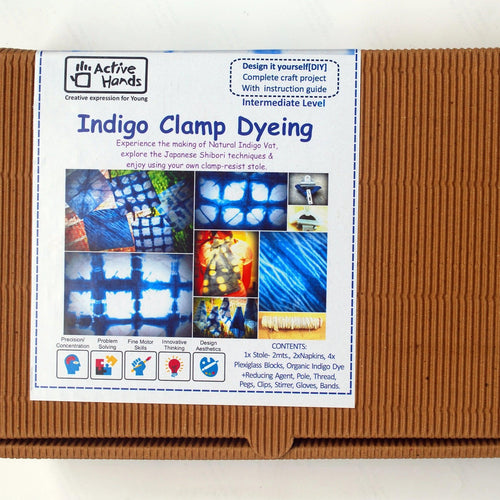 Active
Hands
Creative expression for Young
Design it yourself[DIY]
Complete craft project
With instruction guide
Intermediate Level
Indigo Clamp Dyeing
Experience the making of Natural Indigo Vat,
explore the Japanese Shibori techniques &
enjoy using your own clamp-resist stole.
Precision/
Concentration
Problem
Solving
Fine Motor
Skills
Innovative
Thinking
Design
Aesthetics
CONTENTS:
1x Stole- 2mts., 2xNapkins, 4x
Plexiglass Blocks, Organic Indigo Dye
+Reducing Agent, Pole, Thread,
Pegs, Clips, Stirrer, Gloves, Bands.